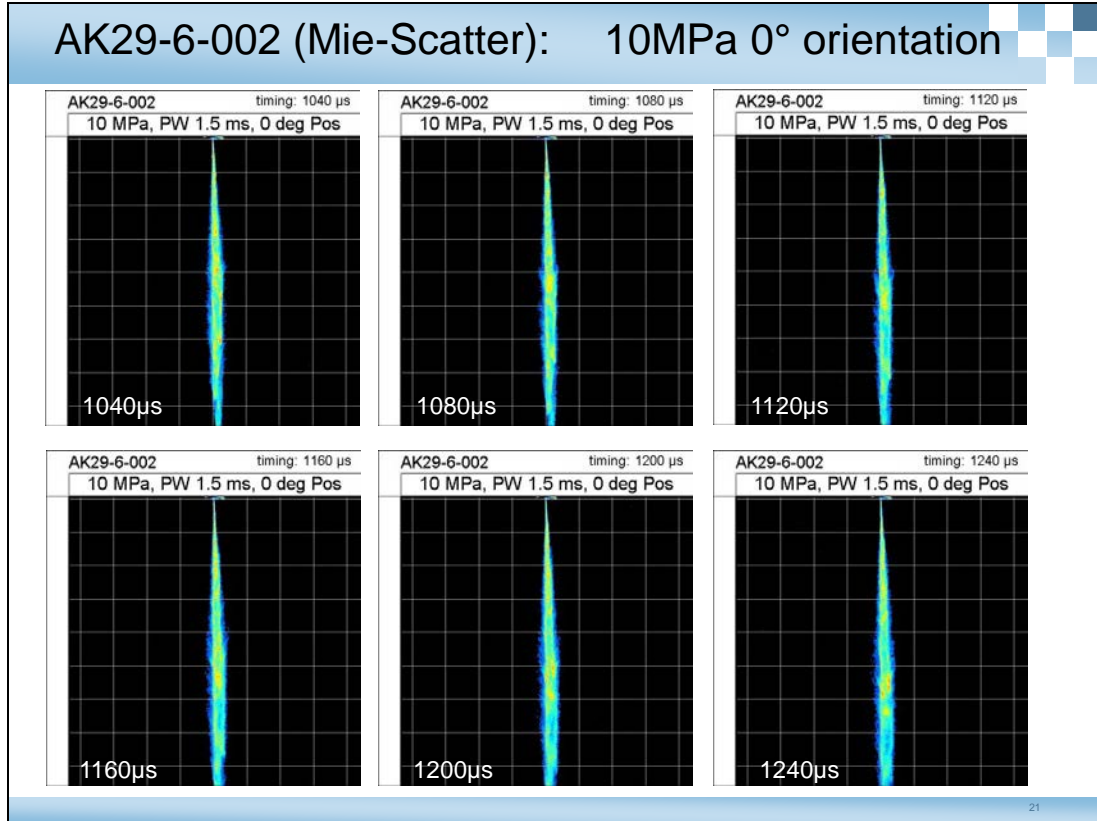 AK29-6-002 (Mie-Scatter): 10MPa 0° orientation
AK29-6-002 timing: 1040 µs
10 MPa, PW 1.5 ms, 0 deg Pos
1040µs
AK29-6-002 timing: 1080 µs
10 MPa, PW 1.5 ms, 0 deg Pos
1080µs
AK29-6-002 timing: 1120 µs
10 MPa, PW 1.5 ms, 0 deg Pos
1120µs
AK29-6-002 timing: 1160 µs
10 MPa, PW 1.5 ms, 0 deg Pos
1160µs
AK29-6-002 timing: 1200 µs
10 MPa, PW 1.5 ms, 0 deg Pos
1200µs
AK29-6-002 timing: 1240 µs
10 MPa, PW 1.5 ms, 0 deg Pos
1240µs
21